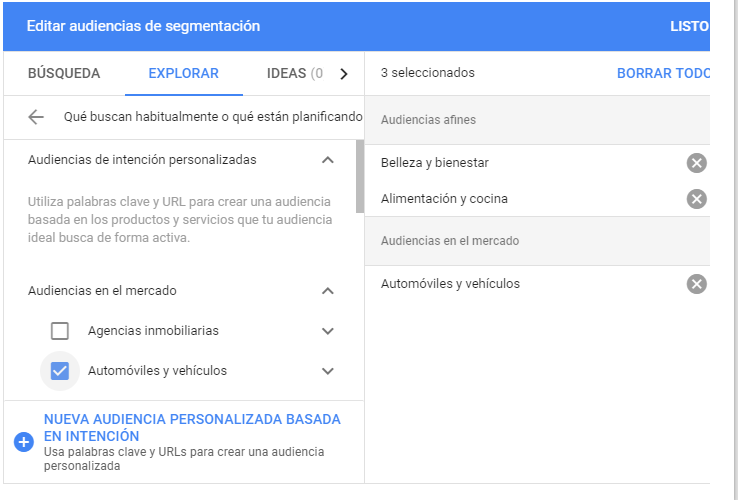 Editar audiencias de segmentación
LISTO
BÚSQUEDA
EXPLORAR
IDEAS (0
3 seleccionados
BORRAR TODO
Qué buscan habitualmente o qué están planificando
Audiencias de intención personalizadas
Utiliza palabras clave y URL para crear una audiencia
basada en los productos y servicios que tu audiencia
ideal busca de forma activa.
Audiencias en el mercado
Agencias inmobiliarias
Automóviles y vehículos
NUEVA AUDIENCIA PERSONALIZADA BASADA
EN INTENCIÓN
Usa palabras clave y URLs para crear una audiencia
personalizada
Audiencias afines
Belleza y bienestar
Alimentación y cocina
Audiencias en el mercado
Automóviles y vehículos